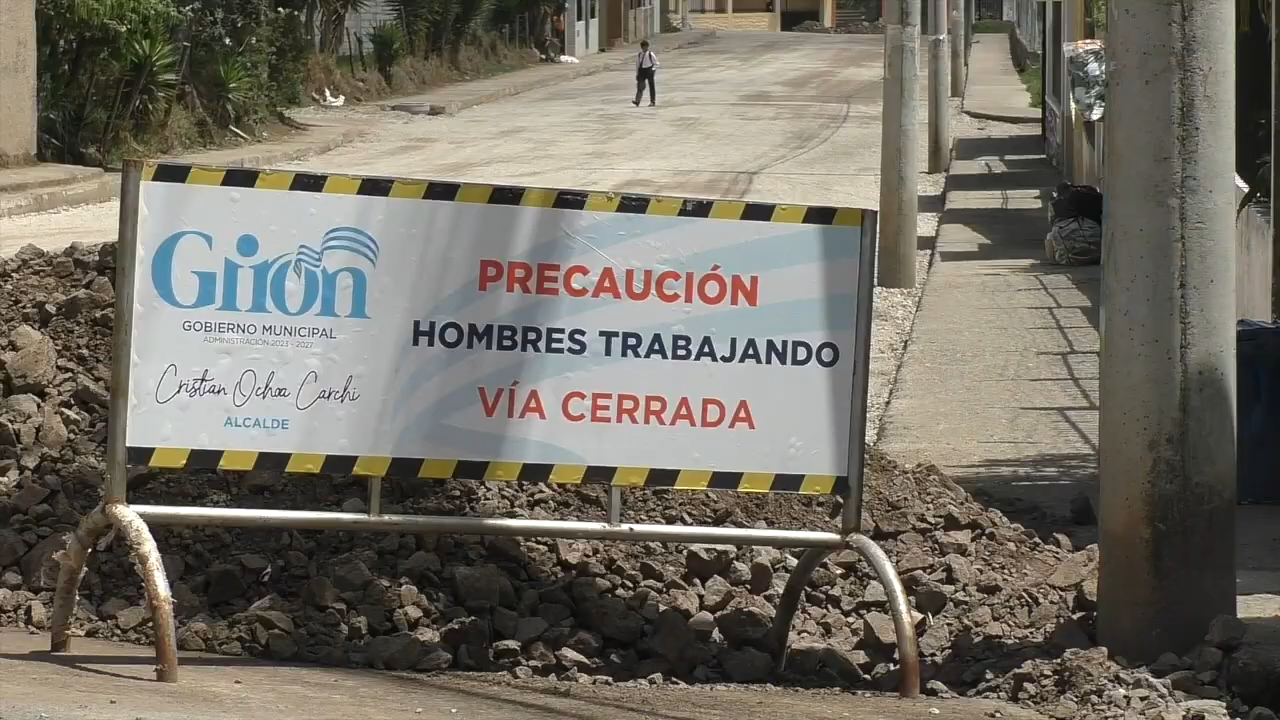 Girón
GOBIERNO MUNICIPAL
ADMINISTRACIÓN 2023 - 2027
Cristian Ochoa Carchi
ALCALDE
PRECAUCIÓN
HOMBRES TRABAJANDO
VÍA CERRADA